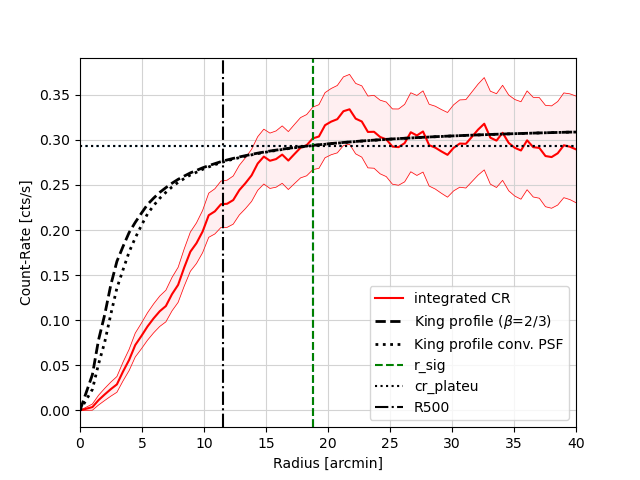 0.35
0.30
0.25
0.20
0.15
0.10
0.05
0.00
Count-Rate [cts/s]
integrated CR
King profile (β=2/3)
King profile conv. PSF
r_sig
cr_plateu
R500
0 5 10 15 20 25 30 35 40
Radius [arcmin]